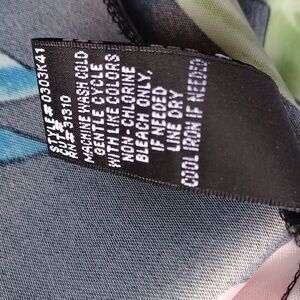 STYLE# 0303K41
CUT#
RN# 31310
MACHINE WASH COLD
GENTLE CYCLE
WITH LIKE COLORS
NON-CHLORINE
BLEACH ONLY,
IF NEEDED
LINE DRY
COOL IRON IF NEEDED